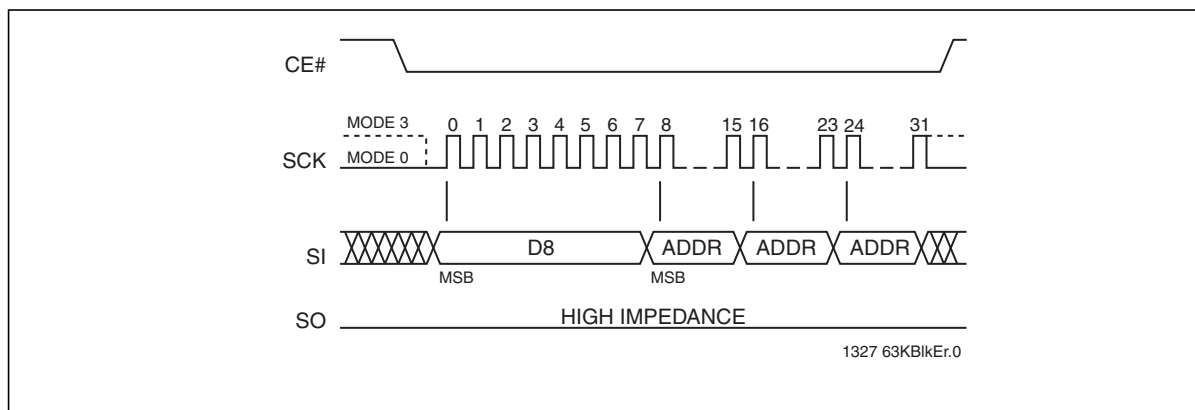 CE#
MODE 3
0 1 2 3 4 5 6 7 8 15 16 23 24 31
SCK
MODE 0
SI
D8 ADDR ADDR ADDR
MSB MSB
SO
HIGH IMPEDANCE
1327 63KBlkEr.0